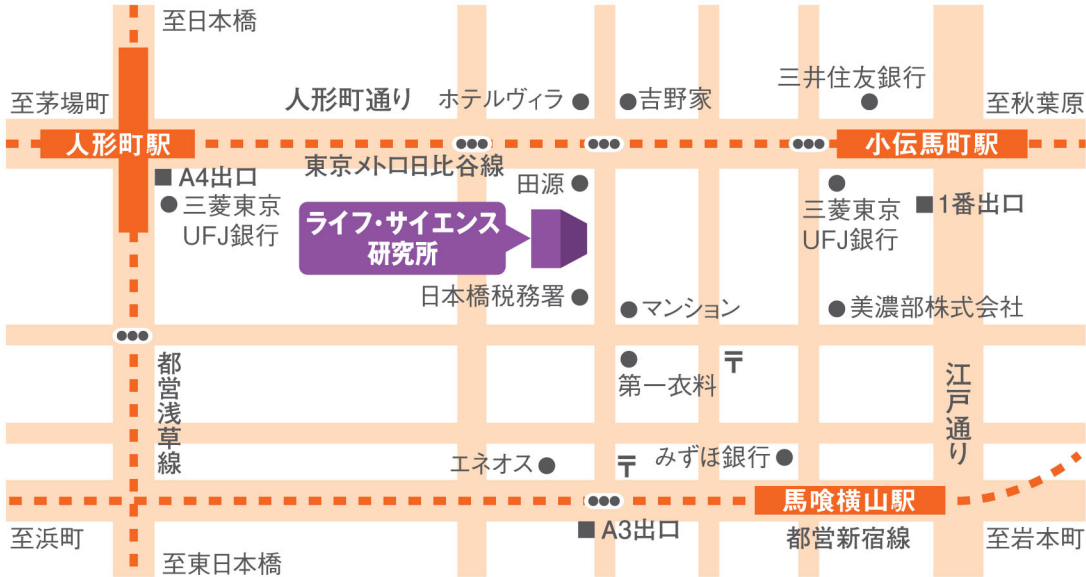 至日本橋
至茅場町
人形町通り
ホテルヴィラ
吉野家
三井住友銀行
至秋葉原
人形町駅
小伝馬町駅
東京メトロ日比谷線
A4出口
三菱東京
UFJ銀行
田源
三菱東京
UFJ銀行
1番出口
ライフ・サイエンス
研究所
日本橋税務署
マンション
美濃部株式会社
都営浅草線
第一衣料
〒
江戸通り
エネオス
〒
みずほ銀行
馬喰横山駅
至浜町
A3出口
都営新宿線
至岩本町
至東日本橋